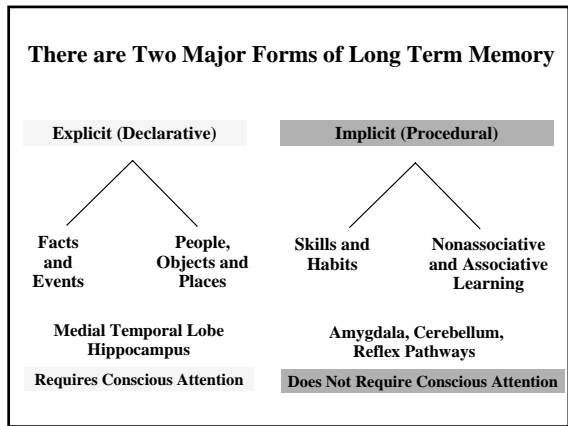 There are Two Major Forms of Long Term Memory
Explicit (Declarative)
Facts
and
Events
People,
Objects and
Places
Medial Temporal Lobe
Hippocampus
Requires Conscious Attention
Implicit (Procedural)
Skills and
Habits
Nonassociative
and Associative
Learning
Amygdala, Cerebellum,
Reflex Pathways
Does Not Require Conscious Attention